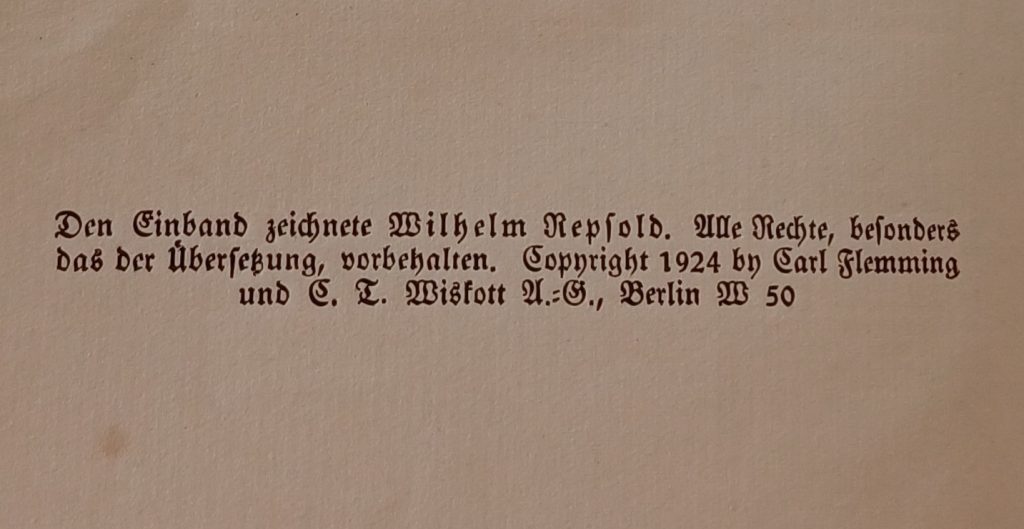 Den Einband zeichnete Wilhelm Repsold. Alle Rechte, besonders
das der Übersetzung, vorbehalten. Copyright 1924 by Carl Flemming
und C. T. Wiskott A.=G., Berlin W 50